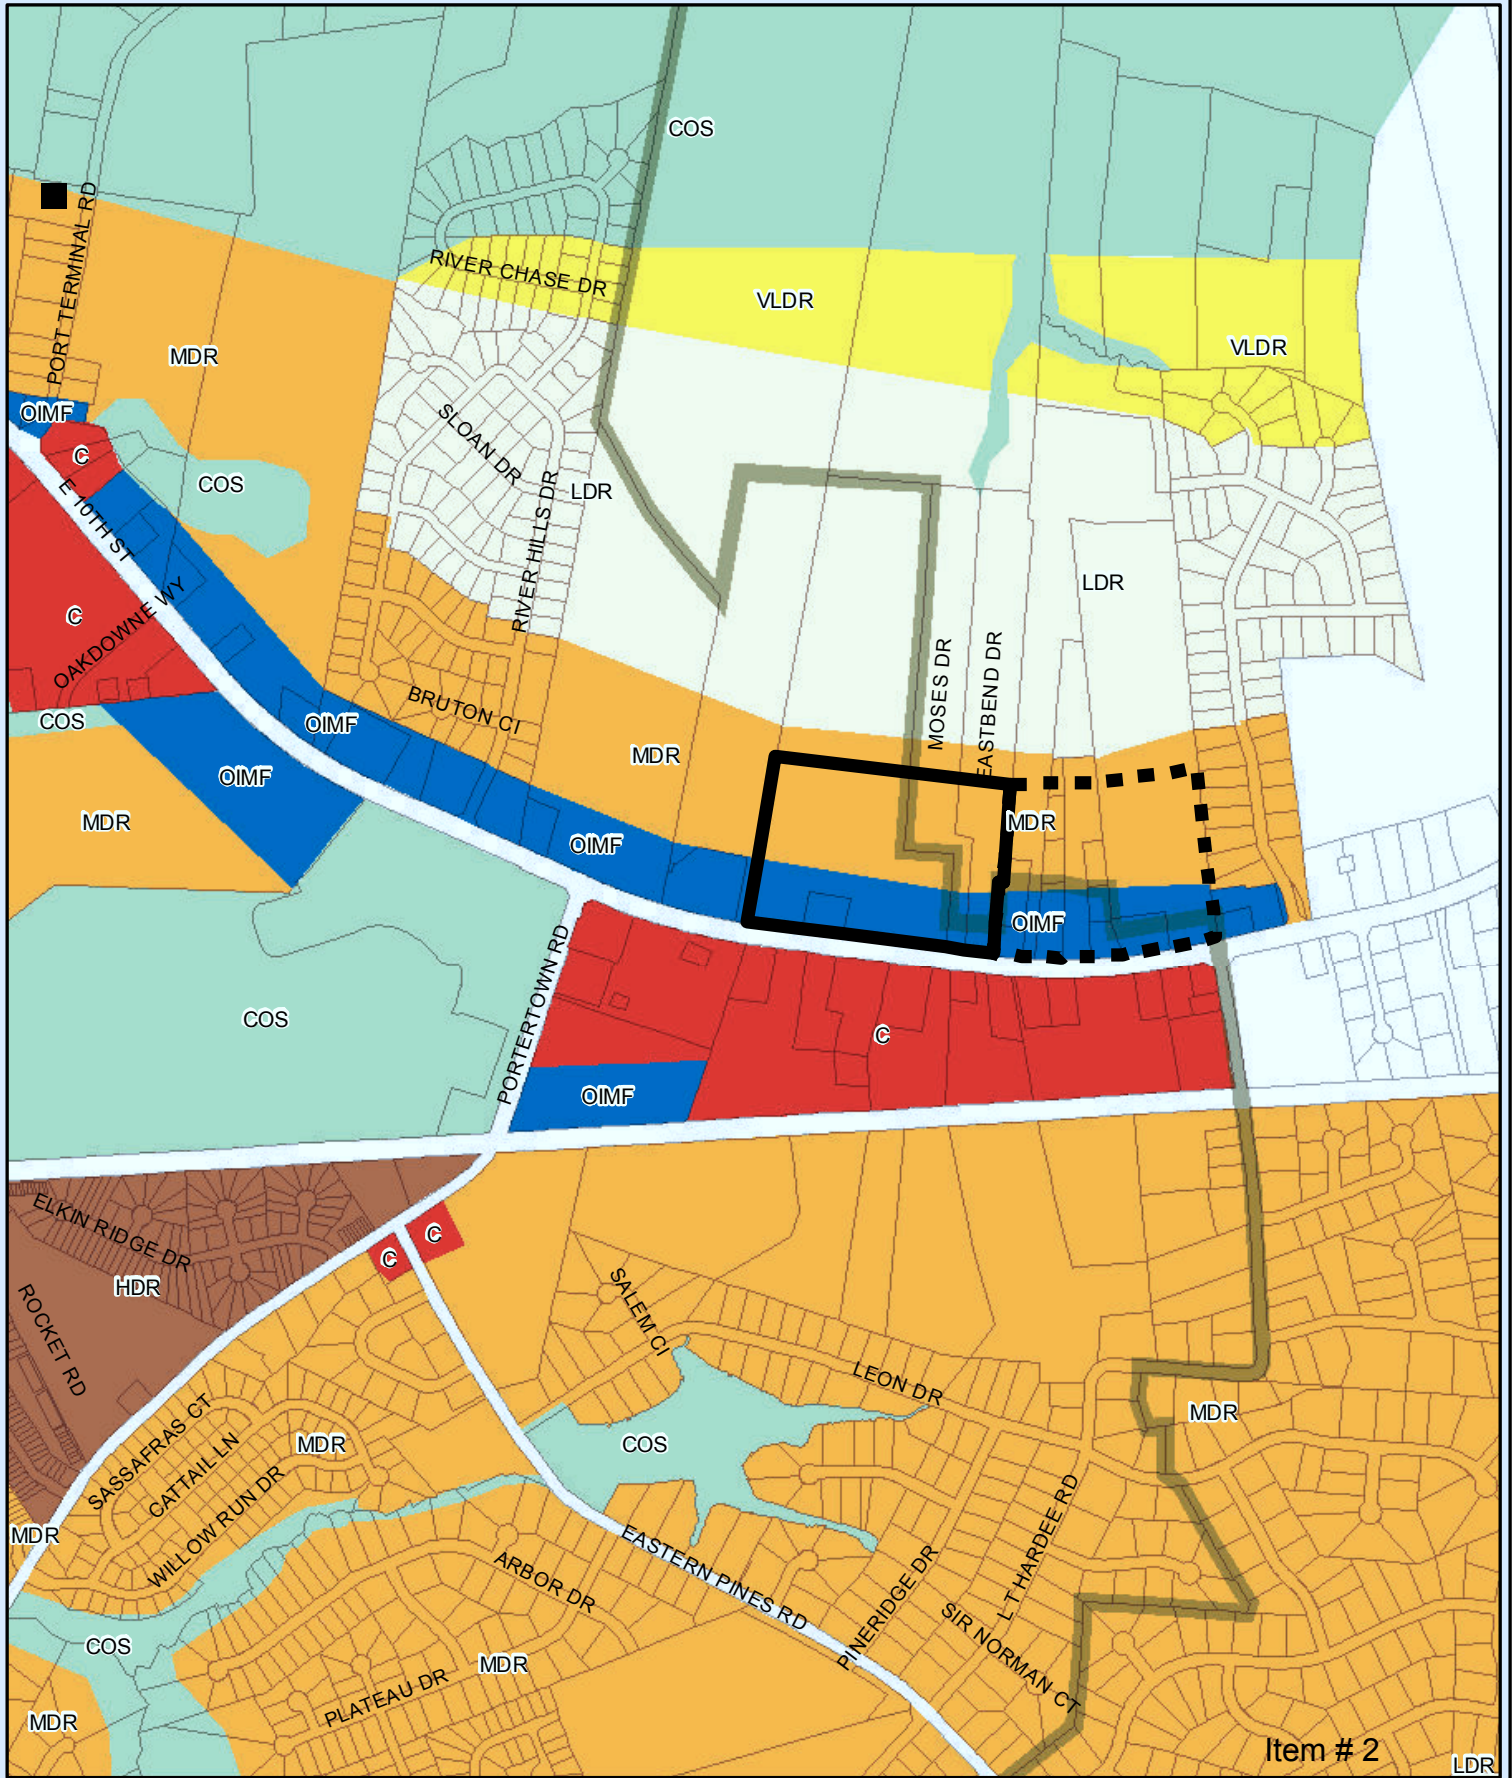 COS
PORT TERMINAL RD
RIVER CHASE DR
VLDR
VLDR
MDR
OIMF
C
COS
E 10TH ST
SLOAN DR
LDR
RIVER HILLS DR
LDR
C
OAKDOWNE WY
COS
OIMF
BRUTON CI
MOSES DR
EASTBEND DR
MDR
OIMF
MDR
OIMF
MDR
OIMF
COS
PORTERTOWN RD
C
OIMF
ELKIN RIDGE DR
HDR
C
C
ROCKET RD
SALEM CI
LEON DR
MDR
SASSAFRAS CT
CATTAIL LN
MDR
WILLOW RUN DR
COS
MDR
EASTERN PINES RD
ARBOR DR
PINERIDGE DR
L T HARDEE RD
SIR NORMAN CT
COS
MDR
PLATEAU DR
MDR
Item # 2
LDR